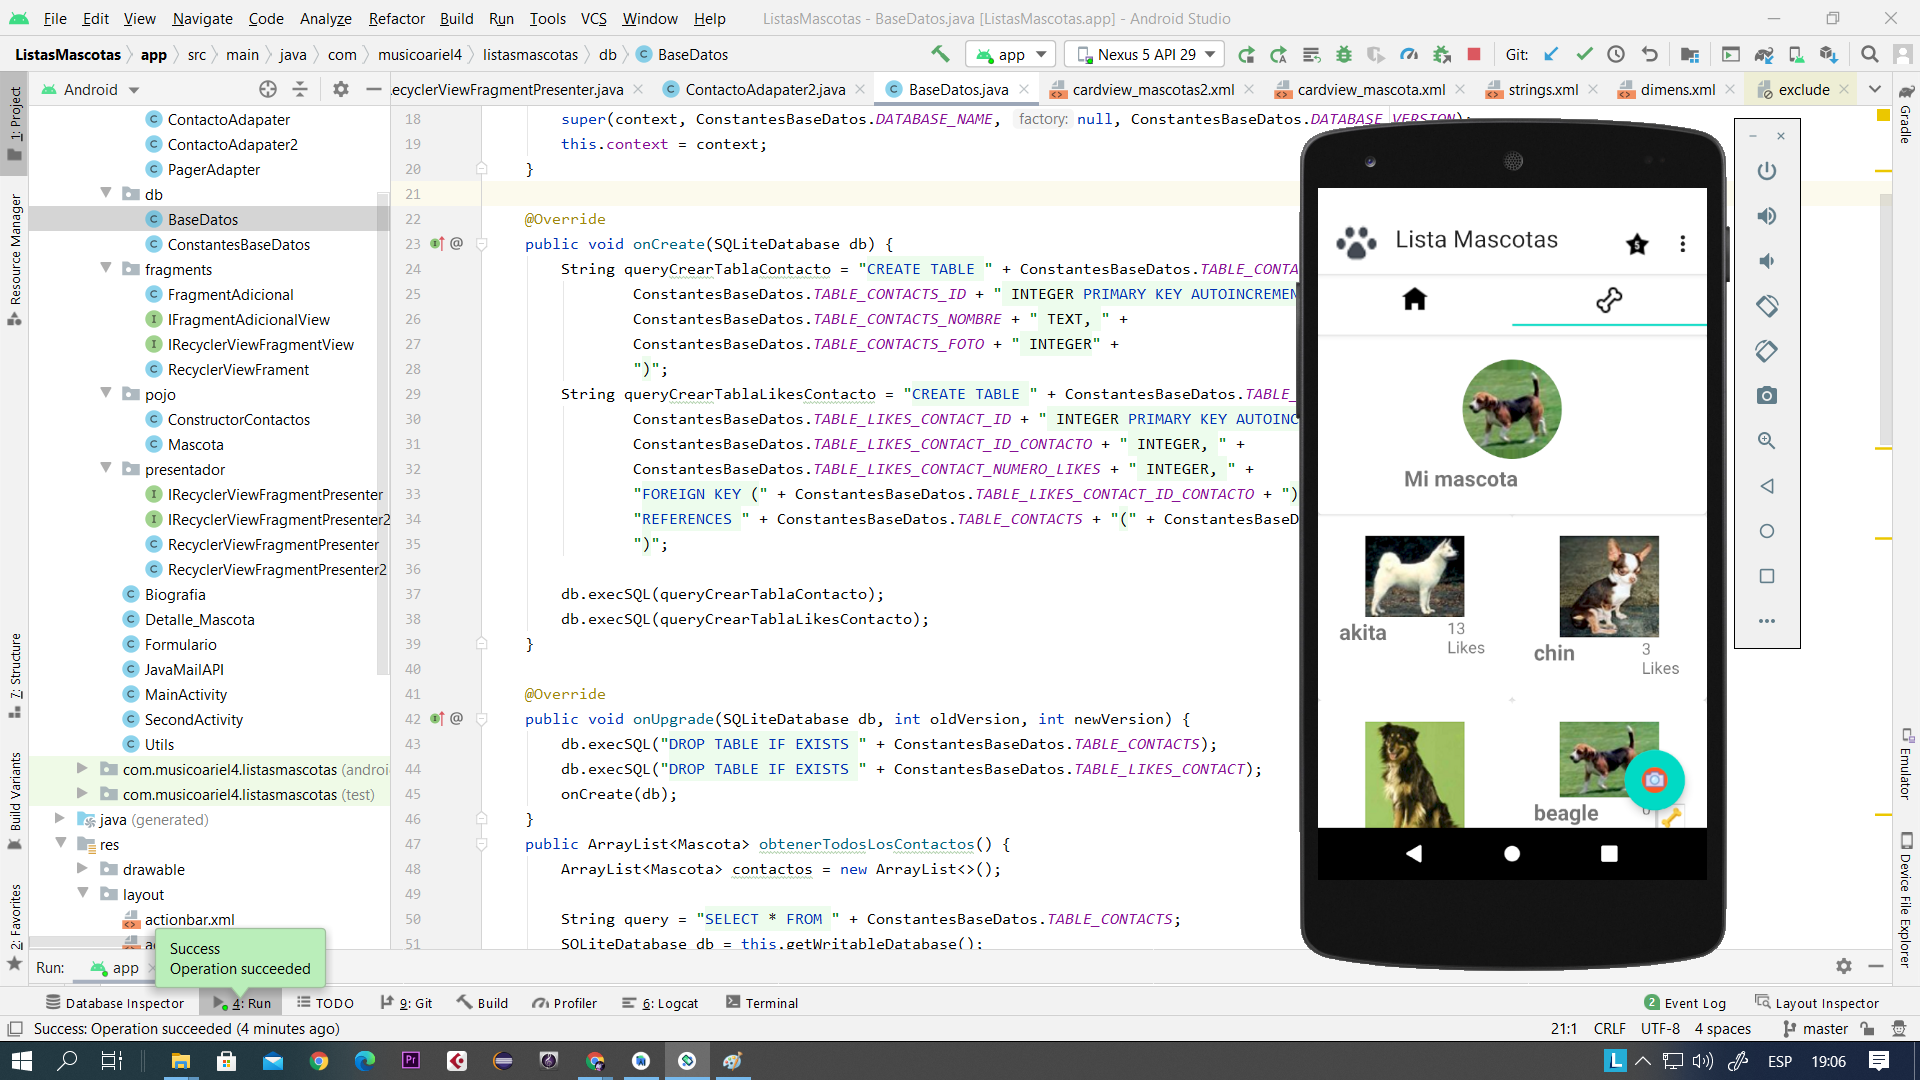 File Edit View Navigate Code Analyze Refactor Build Run Tools VCS Window Help ListasMascotas - BaseDatos.java [ListasMascotas.app] - Android Studio
ListasMascotas app src main java com musicoariel4 listasmascotas db BaseDatos app Nexus 5 API 29 Git:
Android
ecyclerViewFragmentPresenter.java ContactoAdapater2.java BaseDatos.java cardview_mascotas2.xml cardview_mascota.xml strings.xml dimens.xml exclude
1: Project
Resource Manager
7: Structure
Build Variants
2: Favorites
ContactoAdapater
ContactoAdapater2
PagerAdapter
db
BaseDatos
ConstantesBaseDatos
fragments
FragmentAdicional
IFragmentAdicionalView
IRecyclerViewFragmentView
RecyclerViewFrament
pojo
ConstructorContactos
Mascota
presentador
IRecyclerViewFragmentPresenter
IRecyclerViewFragmentPresenter2
RecyclerViewFragmentPresenter
RecyclerViewFragmentPresenter2
Biografia
Detalle_Mascota
Formulario
JavaMailAPI
MainActivity
SecondActivity
Utils
com.musicoariel4.listasmascotas (androi
com.musicoariel4.listasmascotas (test)
java (generated)
res
drawable
layout
actionbar.xml
18 super(context, ConstantesBaseDatos.DATABASE_NAME, factory: null, ConstantesBaseDatos.DATABASE_VERSION);
19 this.context = context;
20 }
21
22 @Override
23 @ public void onCreate(SQLiteDatabase db) {
24 String queryCrearTablaContacto = "CREATE TABLE " + ConstantesBaseDatos.TABLE_CONTA
25 ConstantesBaseDatos.TABLE_CONTACTS_ID + " INTEGER PRIMARY KEY AUTOINCREMEN
26 ConstantesBaseDatos.TABLE_CONTACTS_NOMBRE + " TEXT, " +
27 ConstantesBaseDatos.TABLE_CONTACTS_FOTO + " INTEGER" +
28 ")";
29 String queryCrearTablaLikesContacto = "CREATE TABLE " + ConstantesBaseDatos.TABLE_
30 ConstantesBaseDatos.TABLE_LIKES_CONTACT_ID + " INTEGER PRIMARY KEY AUTOINC
31 ConstantesBaseDatos.TABLE_LIKES_CONTACT_ID_CONTACTO + " INTEGER, " +
32 ConstantesBaseDatos.TABLE_LIKES_CONTACT_NUMERO_LIKES + " INTEGER, " +
33 "FOREIGN KEY (" + ConstantesBaseDatos.TABLE_LIKES_CONTACT_ID_CONTACTO + ")
34 "REFERENCES " + ConstantesBaseDatos.TABLE_CONTACTS + "(" + ConstantesBaseD
35 ")";
36
37 db.execSQL(queryCrearTablaContacto);
38 db.execSQL(queryCrearTablaLikesContacto);
39 }
40
41 @Override
42 @ public void onUpgrade(SQLiteDatabase db, int oldVersion, int newVersion) {
43 db.execSQL("DROP TABLE IF EXISTS " + ConstantesBaseDatos.TABLE_CONTACTS);
44 db.execSQL("DROP TABLE IF EXISTS " + ConstantesBaseDatos.TABLE_LIKES_CONTACT);
45 onCreate(db);
46 }
47 public ArrayList<Mascota> obtenerTodosLosContactos() {
48 ArrayList<Mascota> contactos = new ArrayList<>();
49
50 String query = "SELECT * FROM " + ConstantesBaseDatos.TABLE_CONTACTS;
51 SQLiteDatabase db = this.getWritableDatabase();
Lista Mascotas
5
Mi mascota
akita
13
Likes
chin
3
Likes
beagle
Gradle
Emulator
Device File Explorer
Success
Operation succeeded
Run: app
Database Inspector 4: Run TODO 9: Git Build Profiler 6: Logcat Terminal 2 Event Log Layout Inspector
Success: Operation succeeded (4 minutes ago) 21:1 CRLF UTF-8 4 spaces master
Pr L ESP 19:06